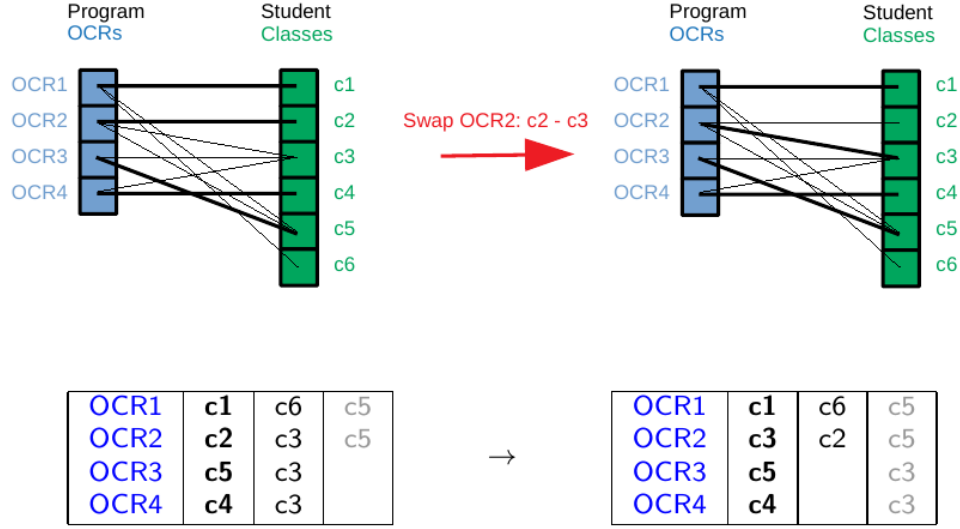 Program OCRs
Student Classes
OCR1
OCR2
OCR3
OCR4
c1
c2
c3
c4
c5
c6
Swap OCR2: c2 - c3
Program OCRs
Student Classes
OCR1
OCR2
OCR3
OCR4
c1
c2
c3
c4
c5
c6
OCR1 c1 c6 c5
OCR2 c2 c3 c5
OCR3 c5 c3
OCR4 c4 c3
→
OCR1 c1 c6 c5
OCR2 c3 c2 c5
OCR3 c5 c3
OCR4 c4 c3